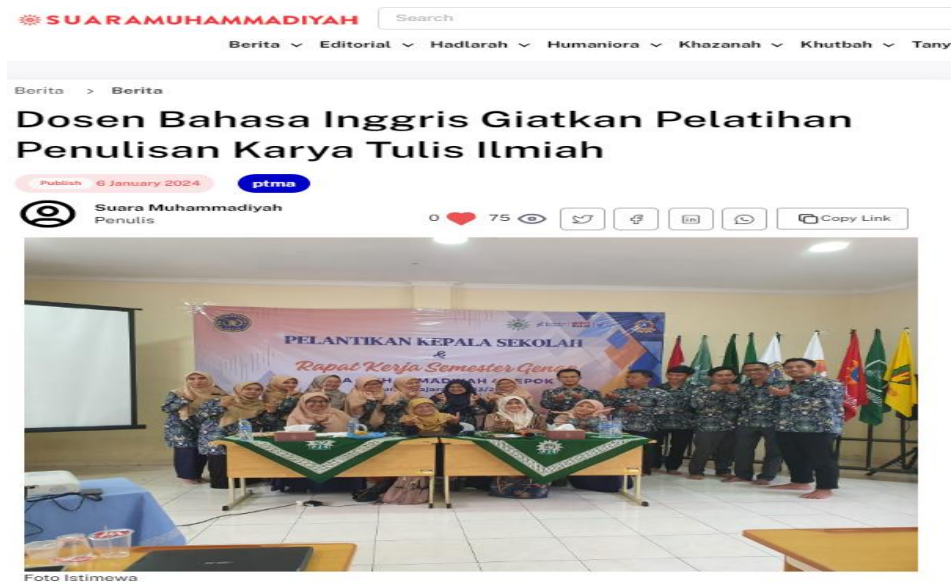 SUARAMUHAMMADIYAH
Search
Berita Editorial Hadlarah Humaniora Khazanah Khutbah Tany
Berita > Berita
Dosen Bahasa Inggris Giatkan Pelatihan
Penulisan Karya Tulis Ilmiah
Publish 6 January 2024 ptma
Suara Muhammadiyah
Penulis
0 75 Copy Link
PELANTIKAN KEPALA SEKOLAH
&
Rapat Kerja Semester Gena
Foto Istimewa